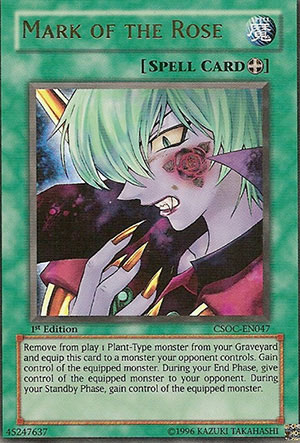 MARK OF THE ROSE
魔
[SPELL CARD]
1st Edition
CSOC-EN047
Remove from play 1 Plant-Type monster from your Graveyard
and equip this card to a monster your opponent controls. Gain
control of the equipped monster. During your End Phase, give
control of the equipped monster to your opponent. During
your Standby Phase, gain control of the equipped monster.
45247637
©1996 KAZUKI TAKAHASHI